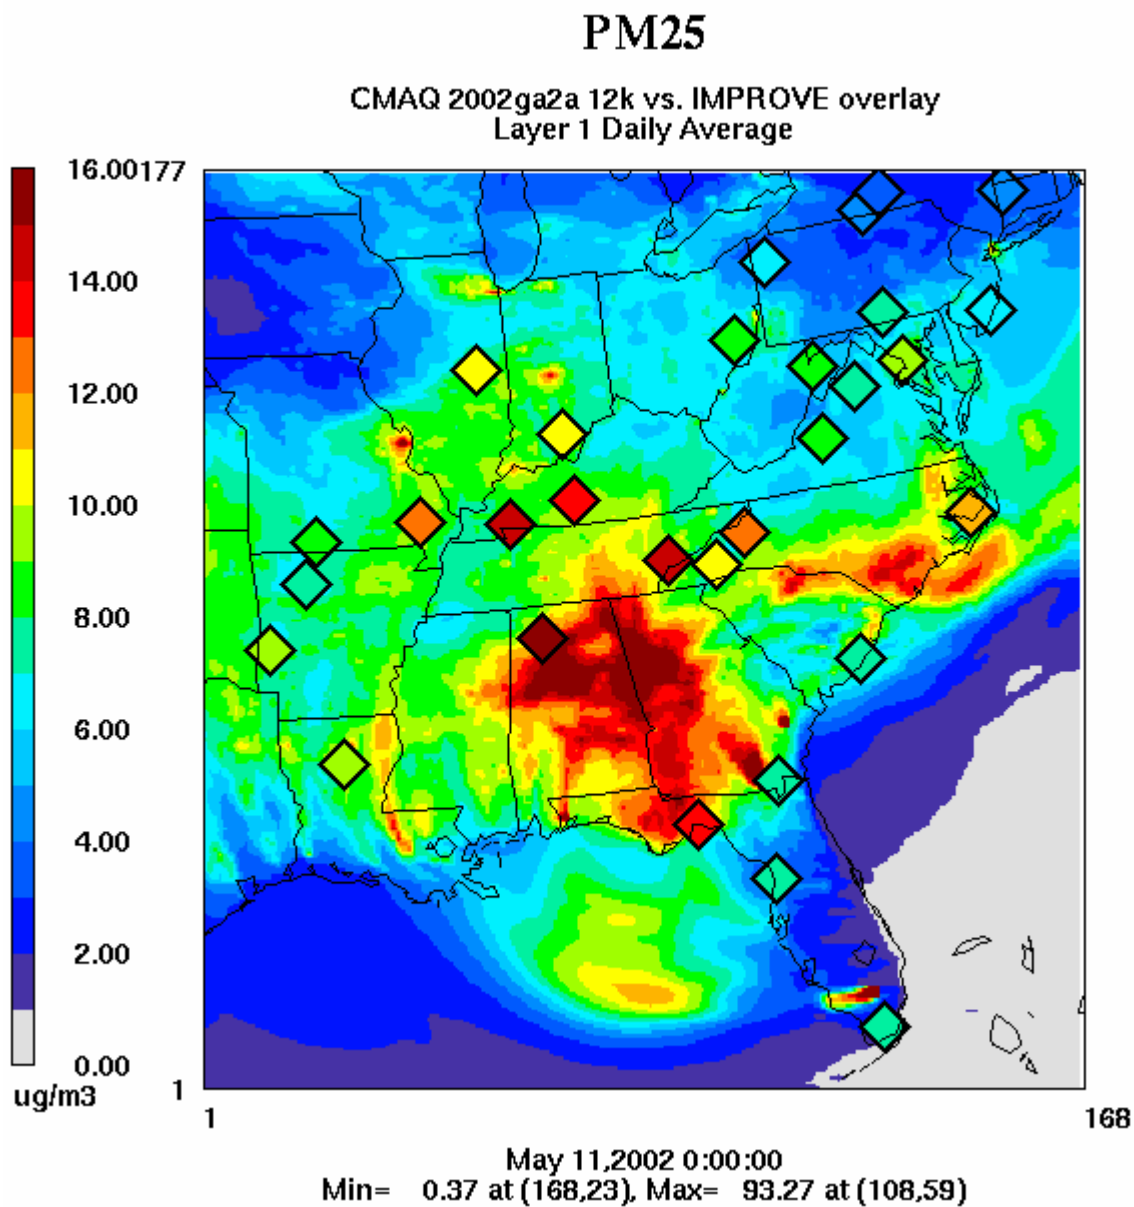 PM25
CMAQ 2002ga2a 12k vs. IMPROVE overlay
Layer 1 Daily Average
16.00
177
14.00
12.00
10.00
8.00
6.00
4.00
2.00
0.00
ug/m3
1
1
168
May 11,2002 0:00:00
Min= 0.37 at (168,23), Max= 93.27 at (108,59)